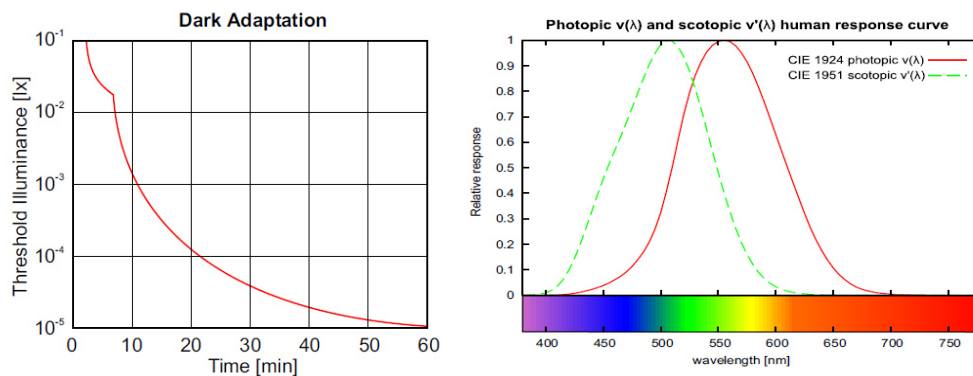 Dark Adaptation
10⁻¹
10⁻²
10⁻³
10⁻⁴
10⁻⁵
Threshold Illuminance [lx]
0 10 20 30 40 50 60
Time [min]
Photopic v(λ) and scotopic v'(λ) human response curve
CIE 1924 photopic v(λ)
CIE 1951 scotopic v'(λ)
1
0.9
0.8
0.7
0.6
0.5
0.4
0.3
0.2
0.1
0
Relative response
400 450 500 550 600 650 700 750
wavelength [nm]